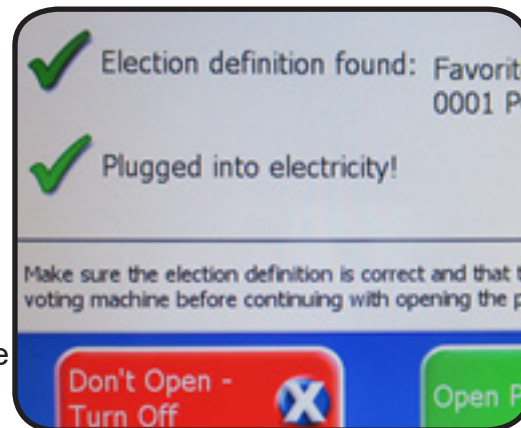 Election definition found: Favorit
0001 P
Plugged into electricity!
Make sure the election definition is correct and that t
voting machine before continuing with opening the p
e
Don't Open -
Turn Off
Open P